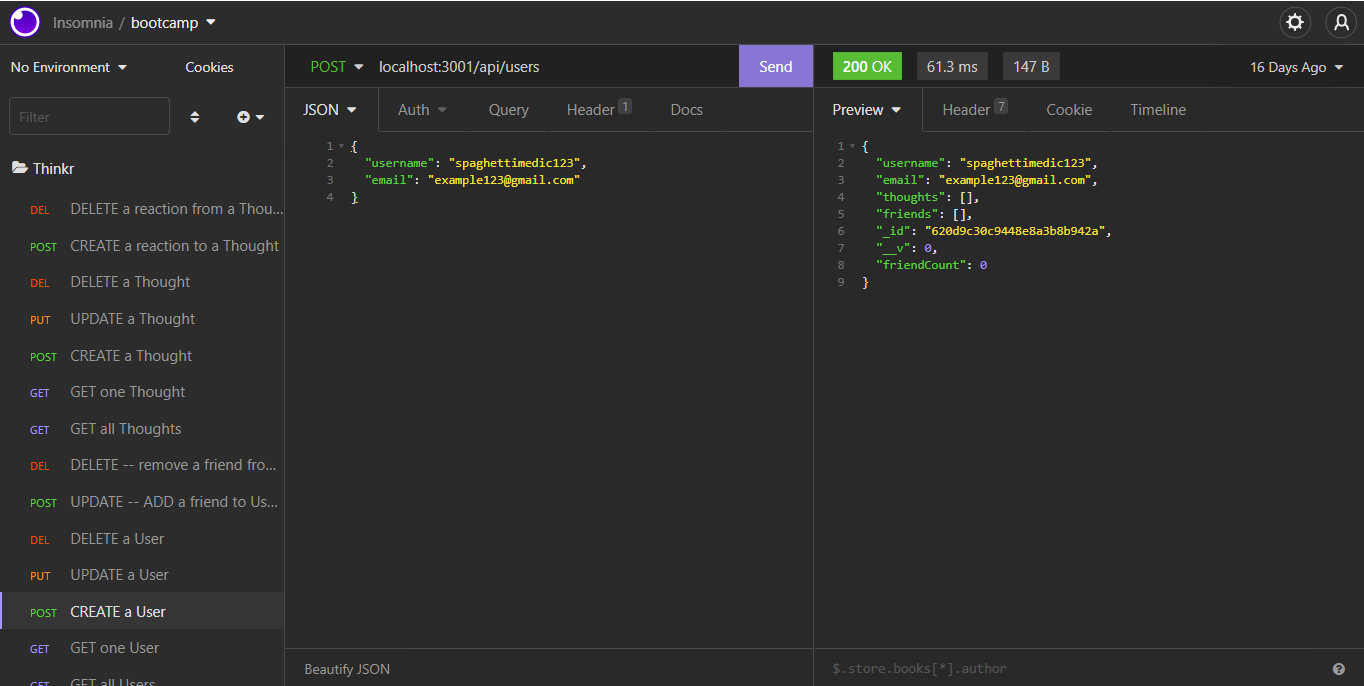 Insomnia / bootcamp
No Environment
Cookies
Filter
Thinkr
DEL DELETE a reaction from a Thou...
POST CREATE a reaction to a Thought
DEL DELETE a Thought
PUT UPDATE a Thought
POST CREATE a Thought
GET GET one Thought
GET GET all Thoughts
DEL DELETE -- remove a friend fro...
POST UPDATE -- ADD a friend to Us...
DEL DELETE a User
PUT UPDATE a User
POST CREATE a User
GET GET one User
GET GET all Users
POST localhost:3001/api/users Send
JSON Auth Query Header 1 Docs
1 {
2 "username": "spaghettimedic123",
3 "email": "example123@gmail.com"
4 }
Beautify JSON
200 OK 61.3 ms 147 B 16 Days Ago
Preview Header 7 Cookie Timeline
1 {
2 "username": "spaghettimedic123",
3 "email": "example123@gmail.com",
4 "thoughts": [],
5 "friends": [],
6 "_id": "620d9c30c9448e8a3b8b942a",
7 "__v": 0,
8 "friendCount": 0
9 }
$.store.books[*].author